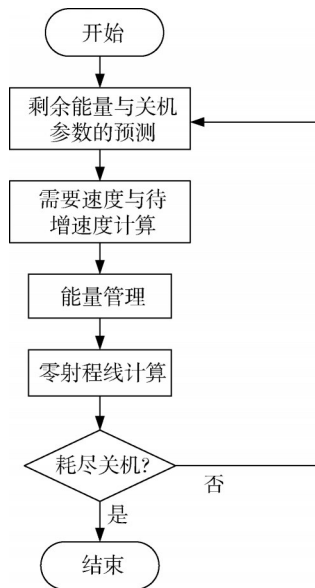 开始
剩余能量与关机
参数的预测
需要速度与待
增速度计算
能量管理
零射程线计算
耗尽关机?
否
是
结束